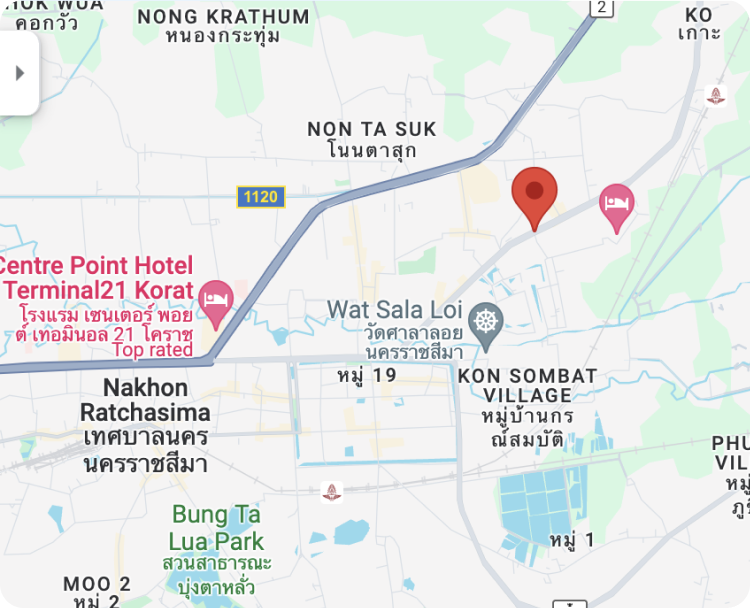 คอกวัว
NONG KRATHUM
หนองกระทุ่ม
2
KO
เกาะ
NON TA SUK
โนนตาสุก
1120
Centre Point Hotel
Terminal21 Korat
โรงแรม เซนเตอร์ พอย
ต์ เทอมินอล 21 โคราช
Top rated
Wat Sala Loi
วัดศาลาลอย
นครราชสีมา
หมู่ 19
KON SOMBAT
VILLAGE
หมู่บ้านกร
ณ์สมบัติ
Nakhon
Ratchasima
เทศบาลนคร
นครราชสีมา
PHU
VIL
หมู่
Bung Ta
Lua Park
สวนสาธารณะ
บุ่งตาหลั่ว
หมู่ 1
MOO 2
หมู่ 2